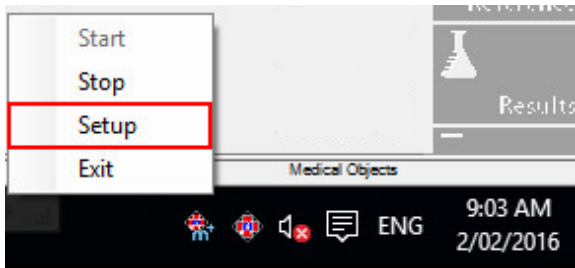 Start
Stop
Setup
Exit
Results
Medical Objects
ENG
9:03 AM
2/02/2016